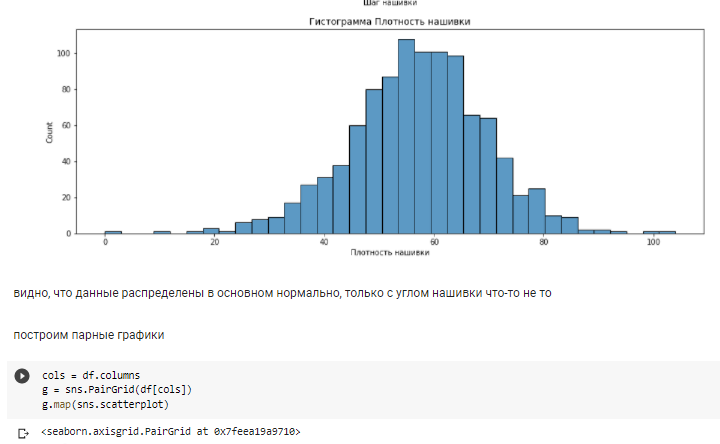 Шаг нашивки
Гистограмма Плотность нашивки
100
80
60
40
20
0
Count
0 20 40 60 80 100
Плотность нашивки
видно, что данные распределены в основном нормально, только с углом нашивки что-то не то
построим парные графики
cols = df.columns
g = sns.PairGrid(df[cols])
g.map(sns.scatterplot)
<seaborn.axisgrid.PairGrid at 0x7feea19a9710>